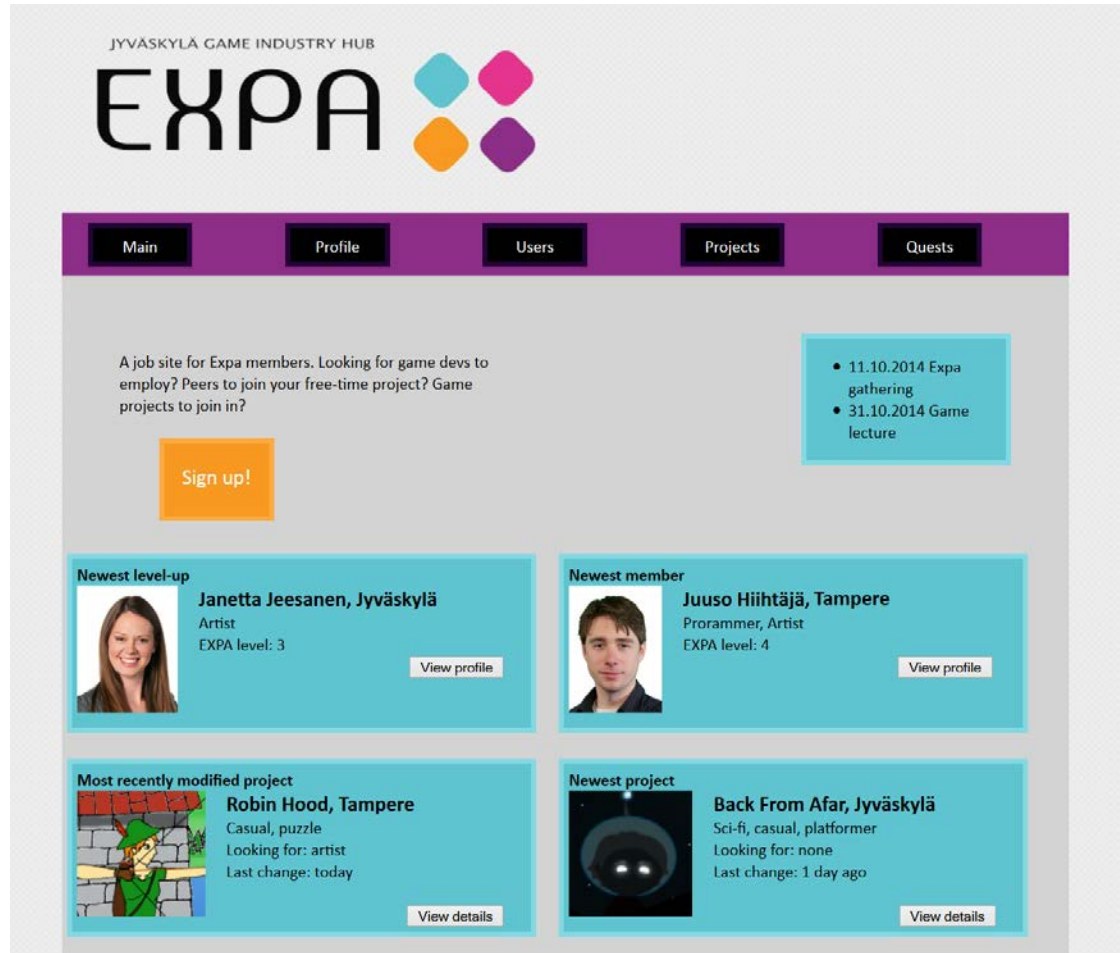 JYVÄSKYLÄ GAME INDUSTRY HUB
EXPA
Main
Profile
Users
Projects
Quests
A job site for Expa members. Looking for game devs to
employ? Peers to join your free-time project? Game
projects to join in?
Sign up!
• 11.10.2014 Expa
gathering
• 31.10.2014 Game
lecture
Newest level-up
Janetta Jeesanen, Jyväskylä
Artist
EXPA level: 3
View profile
Newest member
Juuso Hiihtäjä, Tampere
Prorammer, Artist
EXPA level: 4
View profile
Most recently modified project
Robin Hood, Tampere
Casual, puzzle
Looking for: artist
Last change: today
View details
Newest project
Back From Afar, Jyväskylä
Sci-fi, casual, platformer
Looking for: none
Last change: 1 day ago
View details